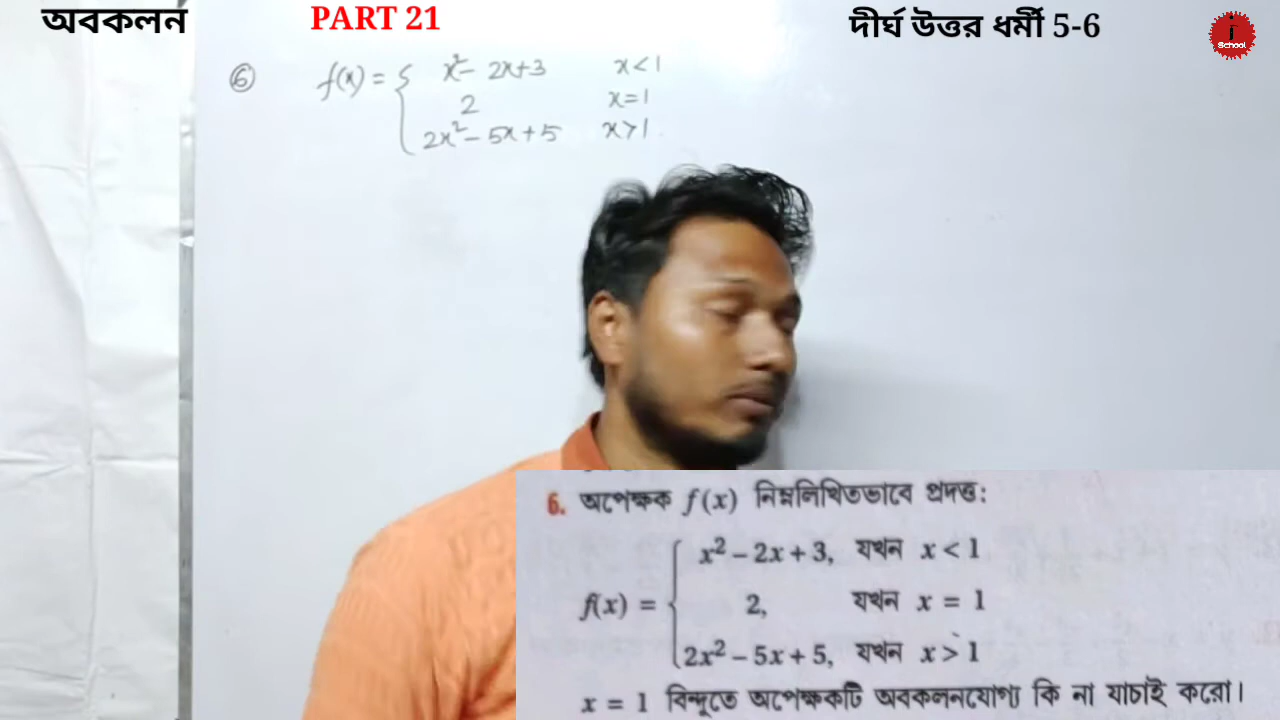 অবকলন
PART 21
দীর্ঘ উত্তর ধর্মী 5-6
i School
⑥ f(x) = { x² - 2x+3 x<1
2 x=1
2x² - 5x + 5 x>1
6. অপেক্ষক f(x) নিম্নলিখিতভাবে প্রদত্ত:
x² – 2x + 3, যখন x < 1
f(x) = { 2, যখন x = 1
2x² – 5x + 5, যখন x > 1
x = 1 বিন্দুতে অপেক্ষকটি অবকলনযোগ্য কি না যাচাই করো।